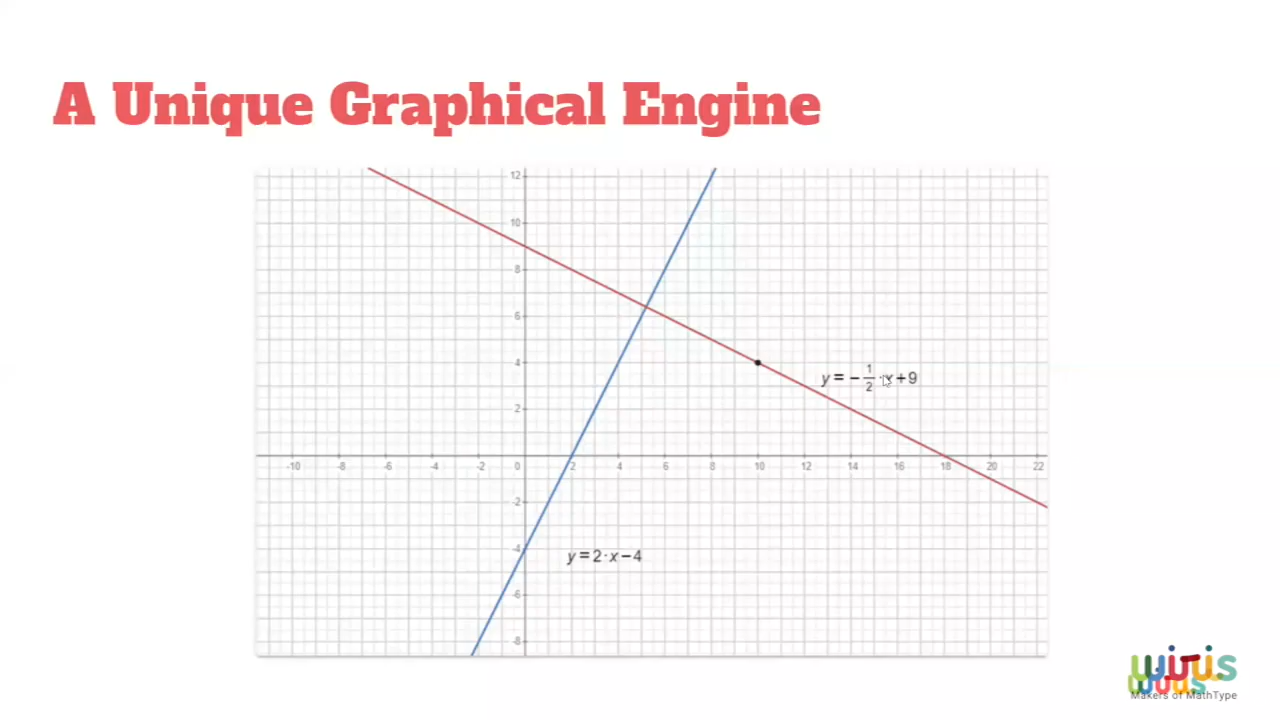 A Unique Graphical Engine
12
10
8
6
4
2
-10 -8 -6 -4 -2 0 2 4 6 8 10 12 14 16 18 20 22
-2
-4
-6
-8
y = -1/2·x+9
y=2·x-4
wiris
Makers of MathType